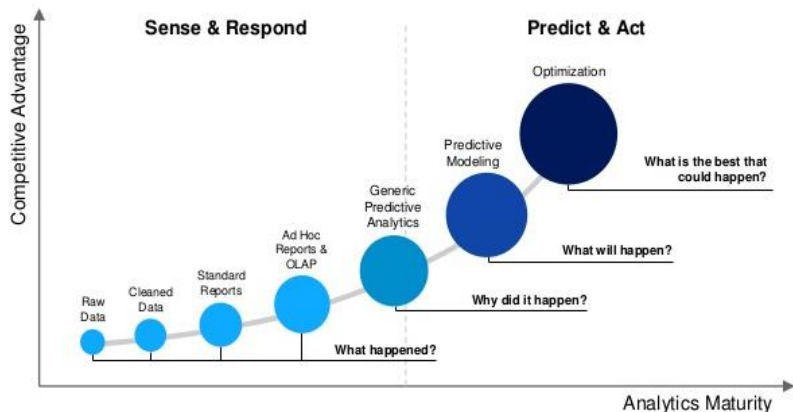 Sense & Respond
Predict & Act
Competitive Advantage
Optimization
Predictive
Modeling
What is the best that
could happen?
Generic
Predictive
Analytics
Ad Hoc
Reports &
OLAP
What will happen?
Standard
Reports
Cleaned
Data
Raw
Data
Why did it happen?
What happened?
Analytics Maturity